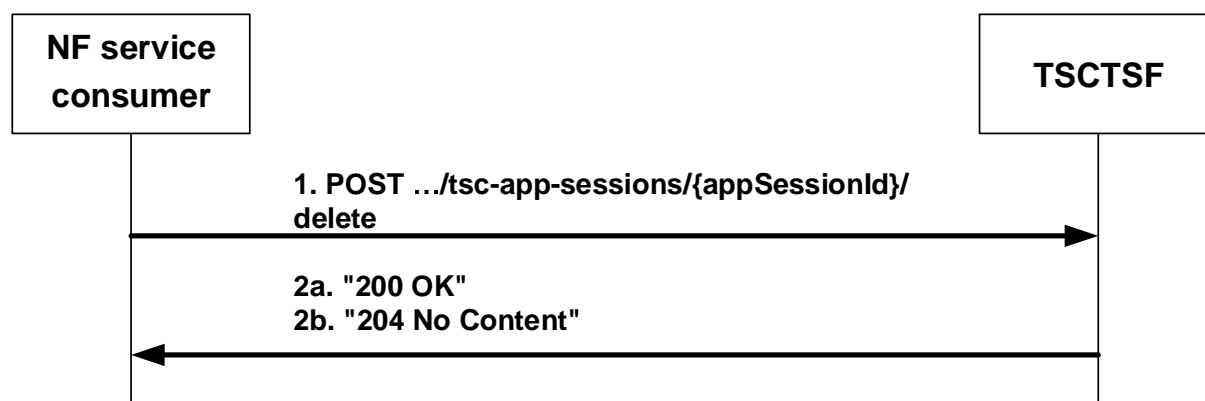 NF service
consumer
TSCTSF
1. POST …/tsc-app-sessions/{appSessionId}/
delete
2a. "200 OK"
2b. "204 No Content"